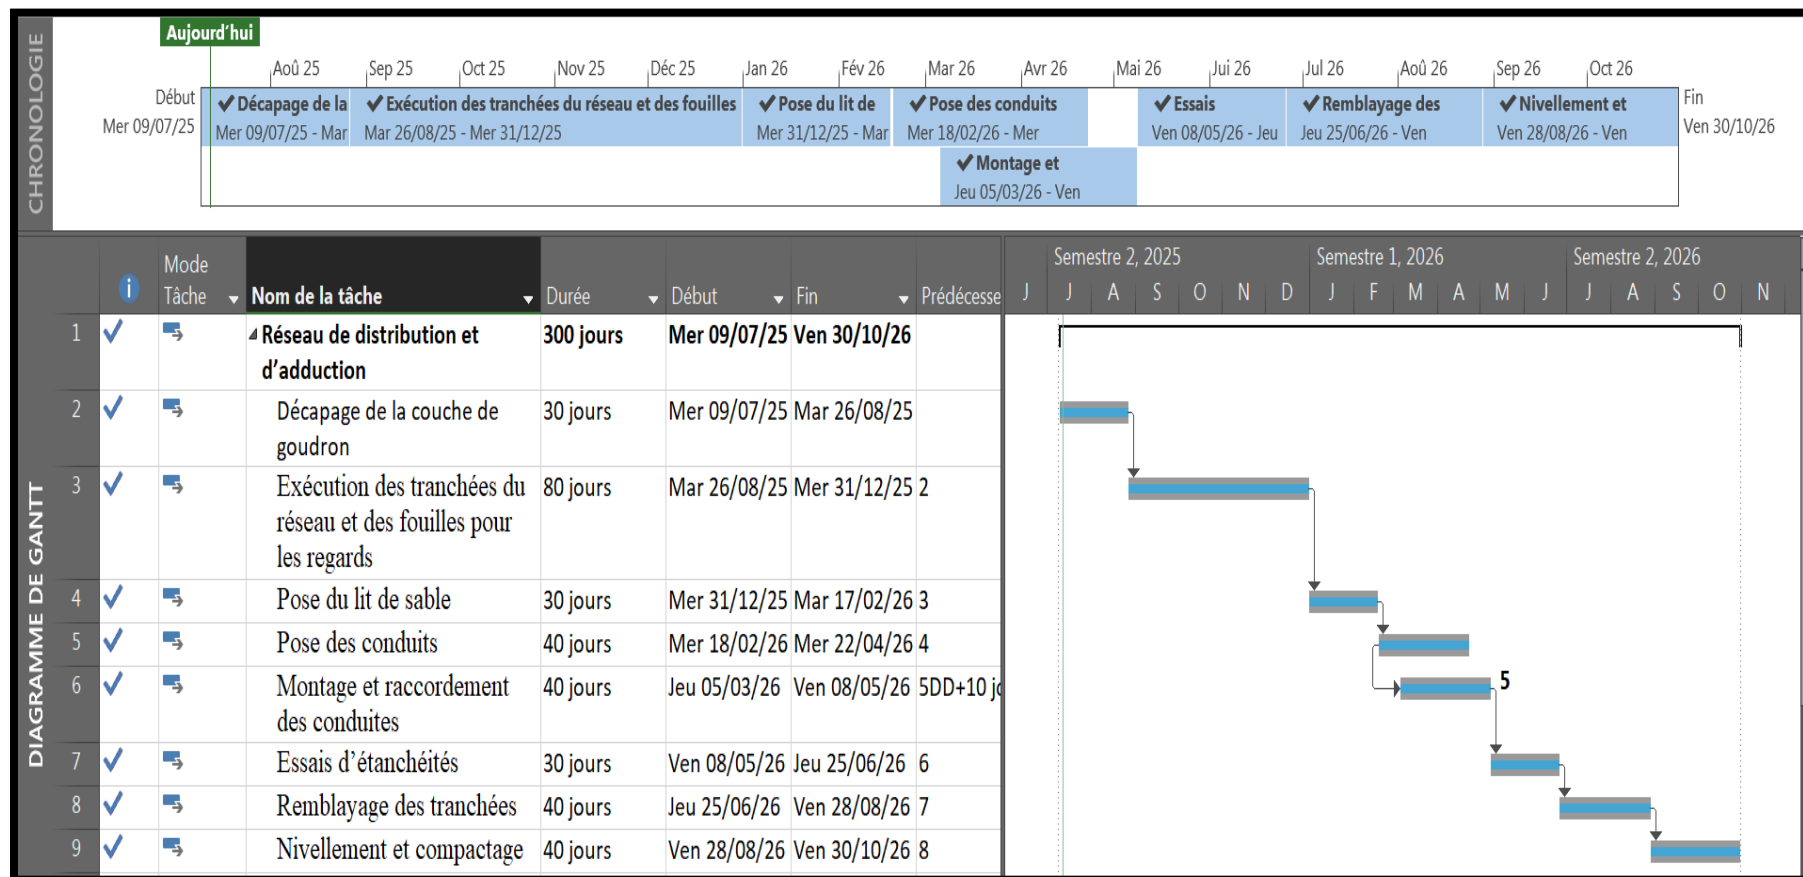 CHRONOLOGIE
Aujourd'hui
Aoû 25 Sep 25 Oct 25 Nov 25 Déc 25 Jan 26 Fév 26 Mar 26 Avr 26 Mai 26 Jui 26 Jul 26 Aoû 26 Sep 26 Oct 26
Début
Mer 09/07/25
Décapage de la
Mer 09/07/25 - Mar
Exécution des tranchées du réseau et des fouilles
Mar 26/08/25 - Mer 31/12/25
Pose du lit de
Mer 31/12/25 - Mar
Pose des conduits
Mer 18/02/26 - Mer
Essais
Ven 08/05/26 - Jeu
Remblayage des
Jeu 25/06/26 - Ven
Nivellement et
Ven 28/08/26 - Ven
Fin
Ven 30/10/26
Montage et
Jeu 05/03/26 - Ven
DIAGRAMME DE GANTT
i
Mode
Tâche
Nom de la tâche
Durée
Début
Fin
Prédécesse
Semestre 2, 2025 Semestre 1, 2026 Semestre 2, 2026
J J A S O N D J F M A M J J A S O N
1 Réseau de distribution et 300 jours Mer 09/07/25 Ven 30/10/26
d'adduction
2 Décapage de la couche de 30 jours Mer 09/07/25 Mar 26/08/25
goudron
3 Exécution des tranchées du 80 jours Mar 26/08/25 Mer 31/12/25 2
réseau et des fouilles pour
les regards
4 Pose du lit de sable 30 jours Mer 31/12/25 Mar 17/02/26 3
5 Pose des conduits 40 jours Mer 18/02/26 Mer 22/04/26 4
6 Montage et raccordement 40 jours Jeu 05/03/26 Ven 08/05/26 5DD+10 jo 5
des conduites
7 Essais d'étanchéités 30 jours Ven 08/05/26 Jeu 25/06/26 6
8 Remblayage des tranchées 40 jours Jeu 25/06/26 Ven 28/08/26 7
9 Nivellement et compactage 40 jours Ven 28/08/26 Ven 30/10/26 8